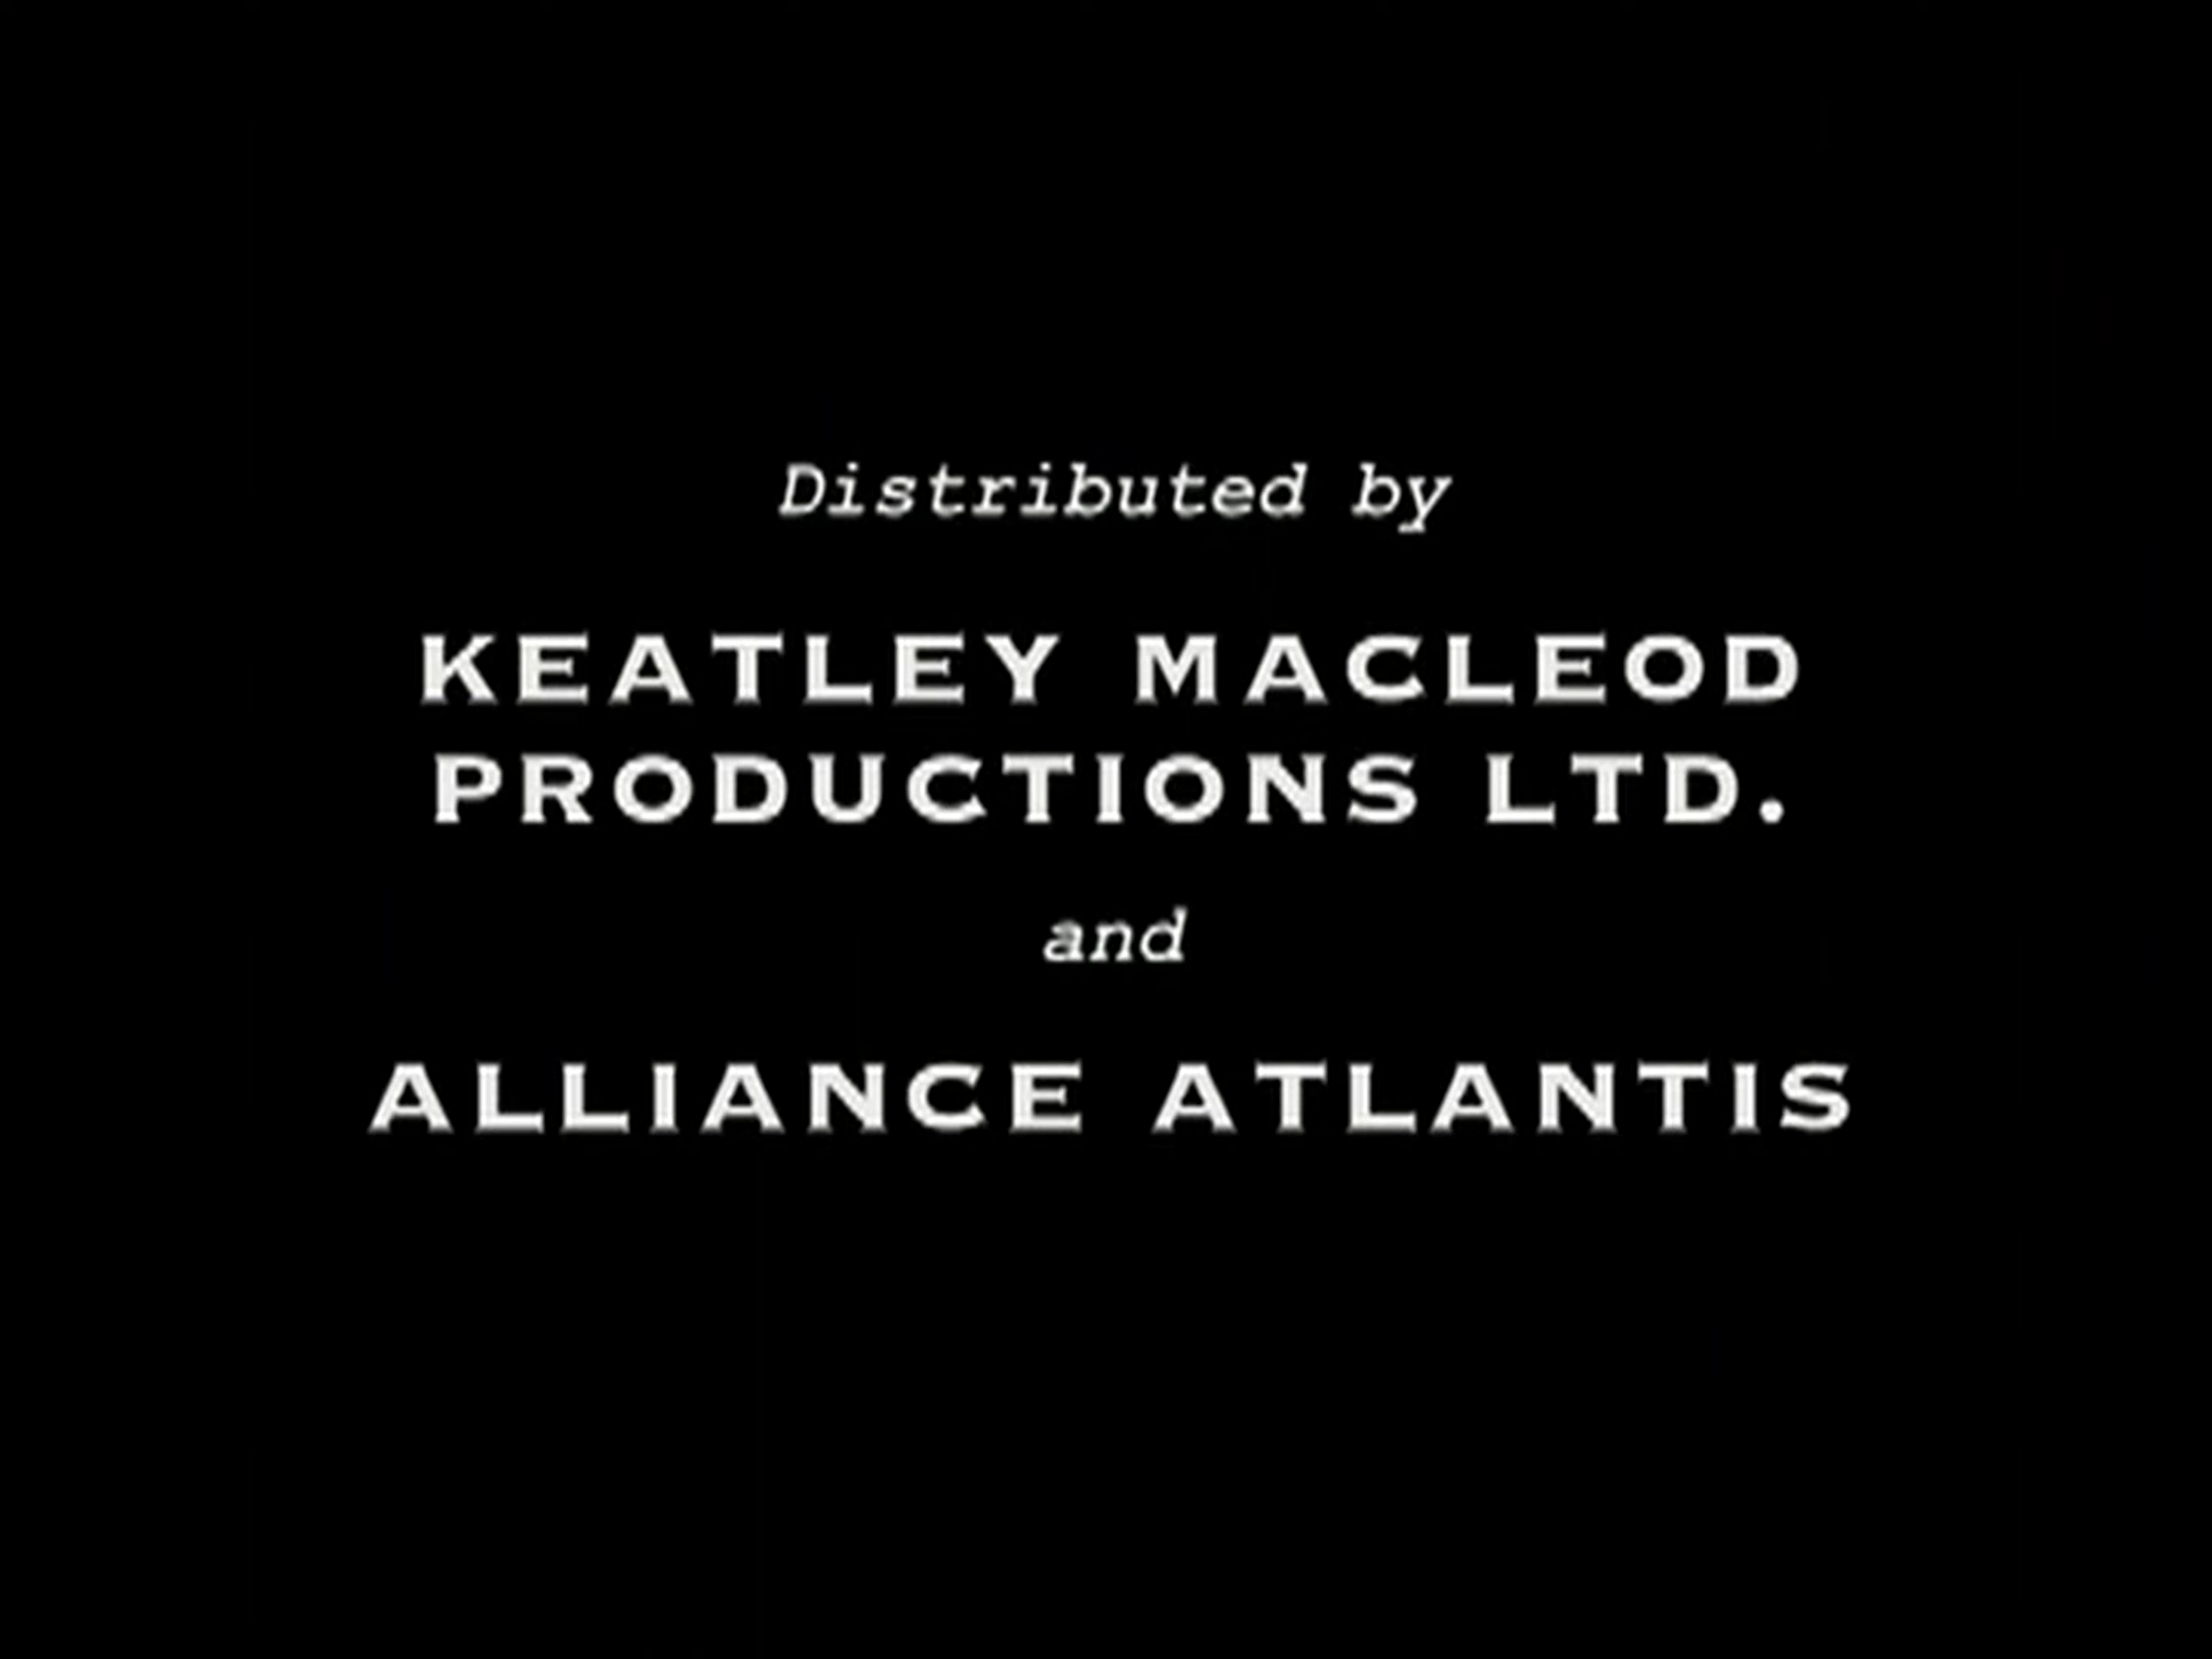 Distributed by
KEATLEY MACLEOD
PRODUCTIONS LTD.
and
ALLIANCE ATLANTIS